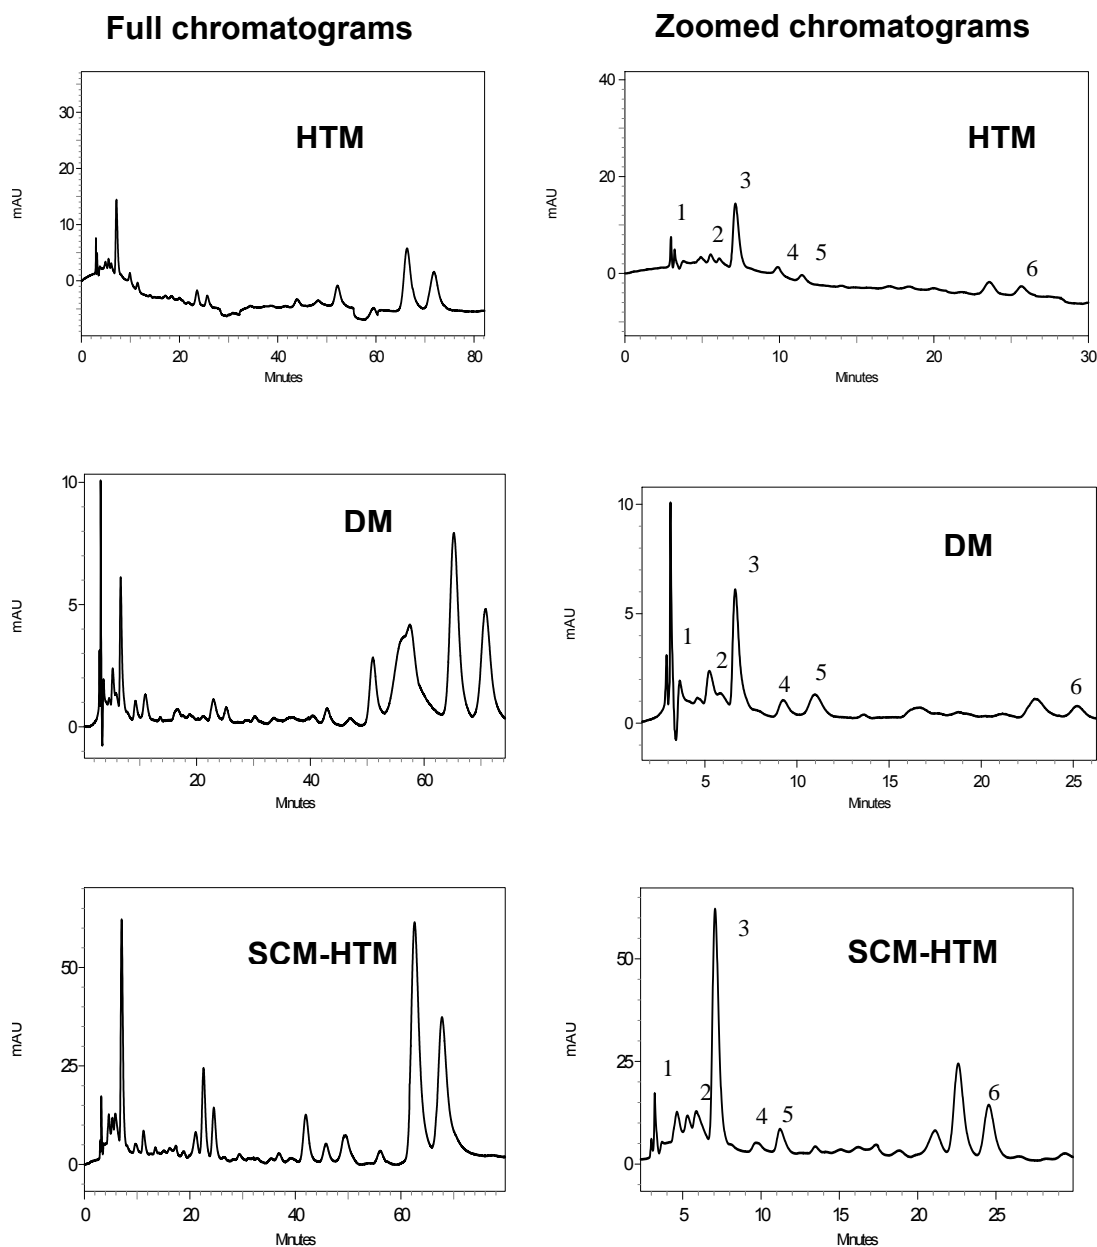 Full chromatograms
Zoomed chromatograms
HTM
mAU
30
20
10
0
0 20 40 60 80
Minutes
HTM
mAU
40
20
0
1 2 3 4 5 6
0 10 20 30
Minutes
DM
mAU
10
5
0
20 40 60
Minutes
DM
mAU
10
5
0
1 2 3 4 5 6
5 10 15 20 25
Minutes
SCM-HTM
mAU
50
25
0
0 20 40 60
Minutes
SCM-HTM
mAU
50
25
0
1 2 3 4 5 6
5 10 15 20 25
Minutes